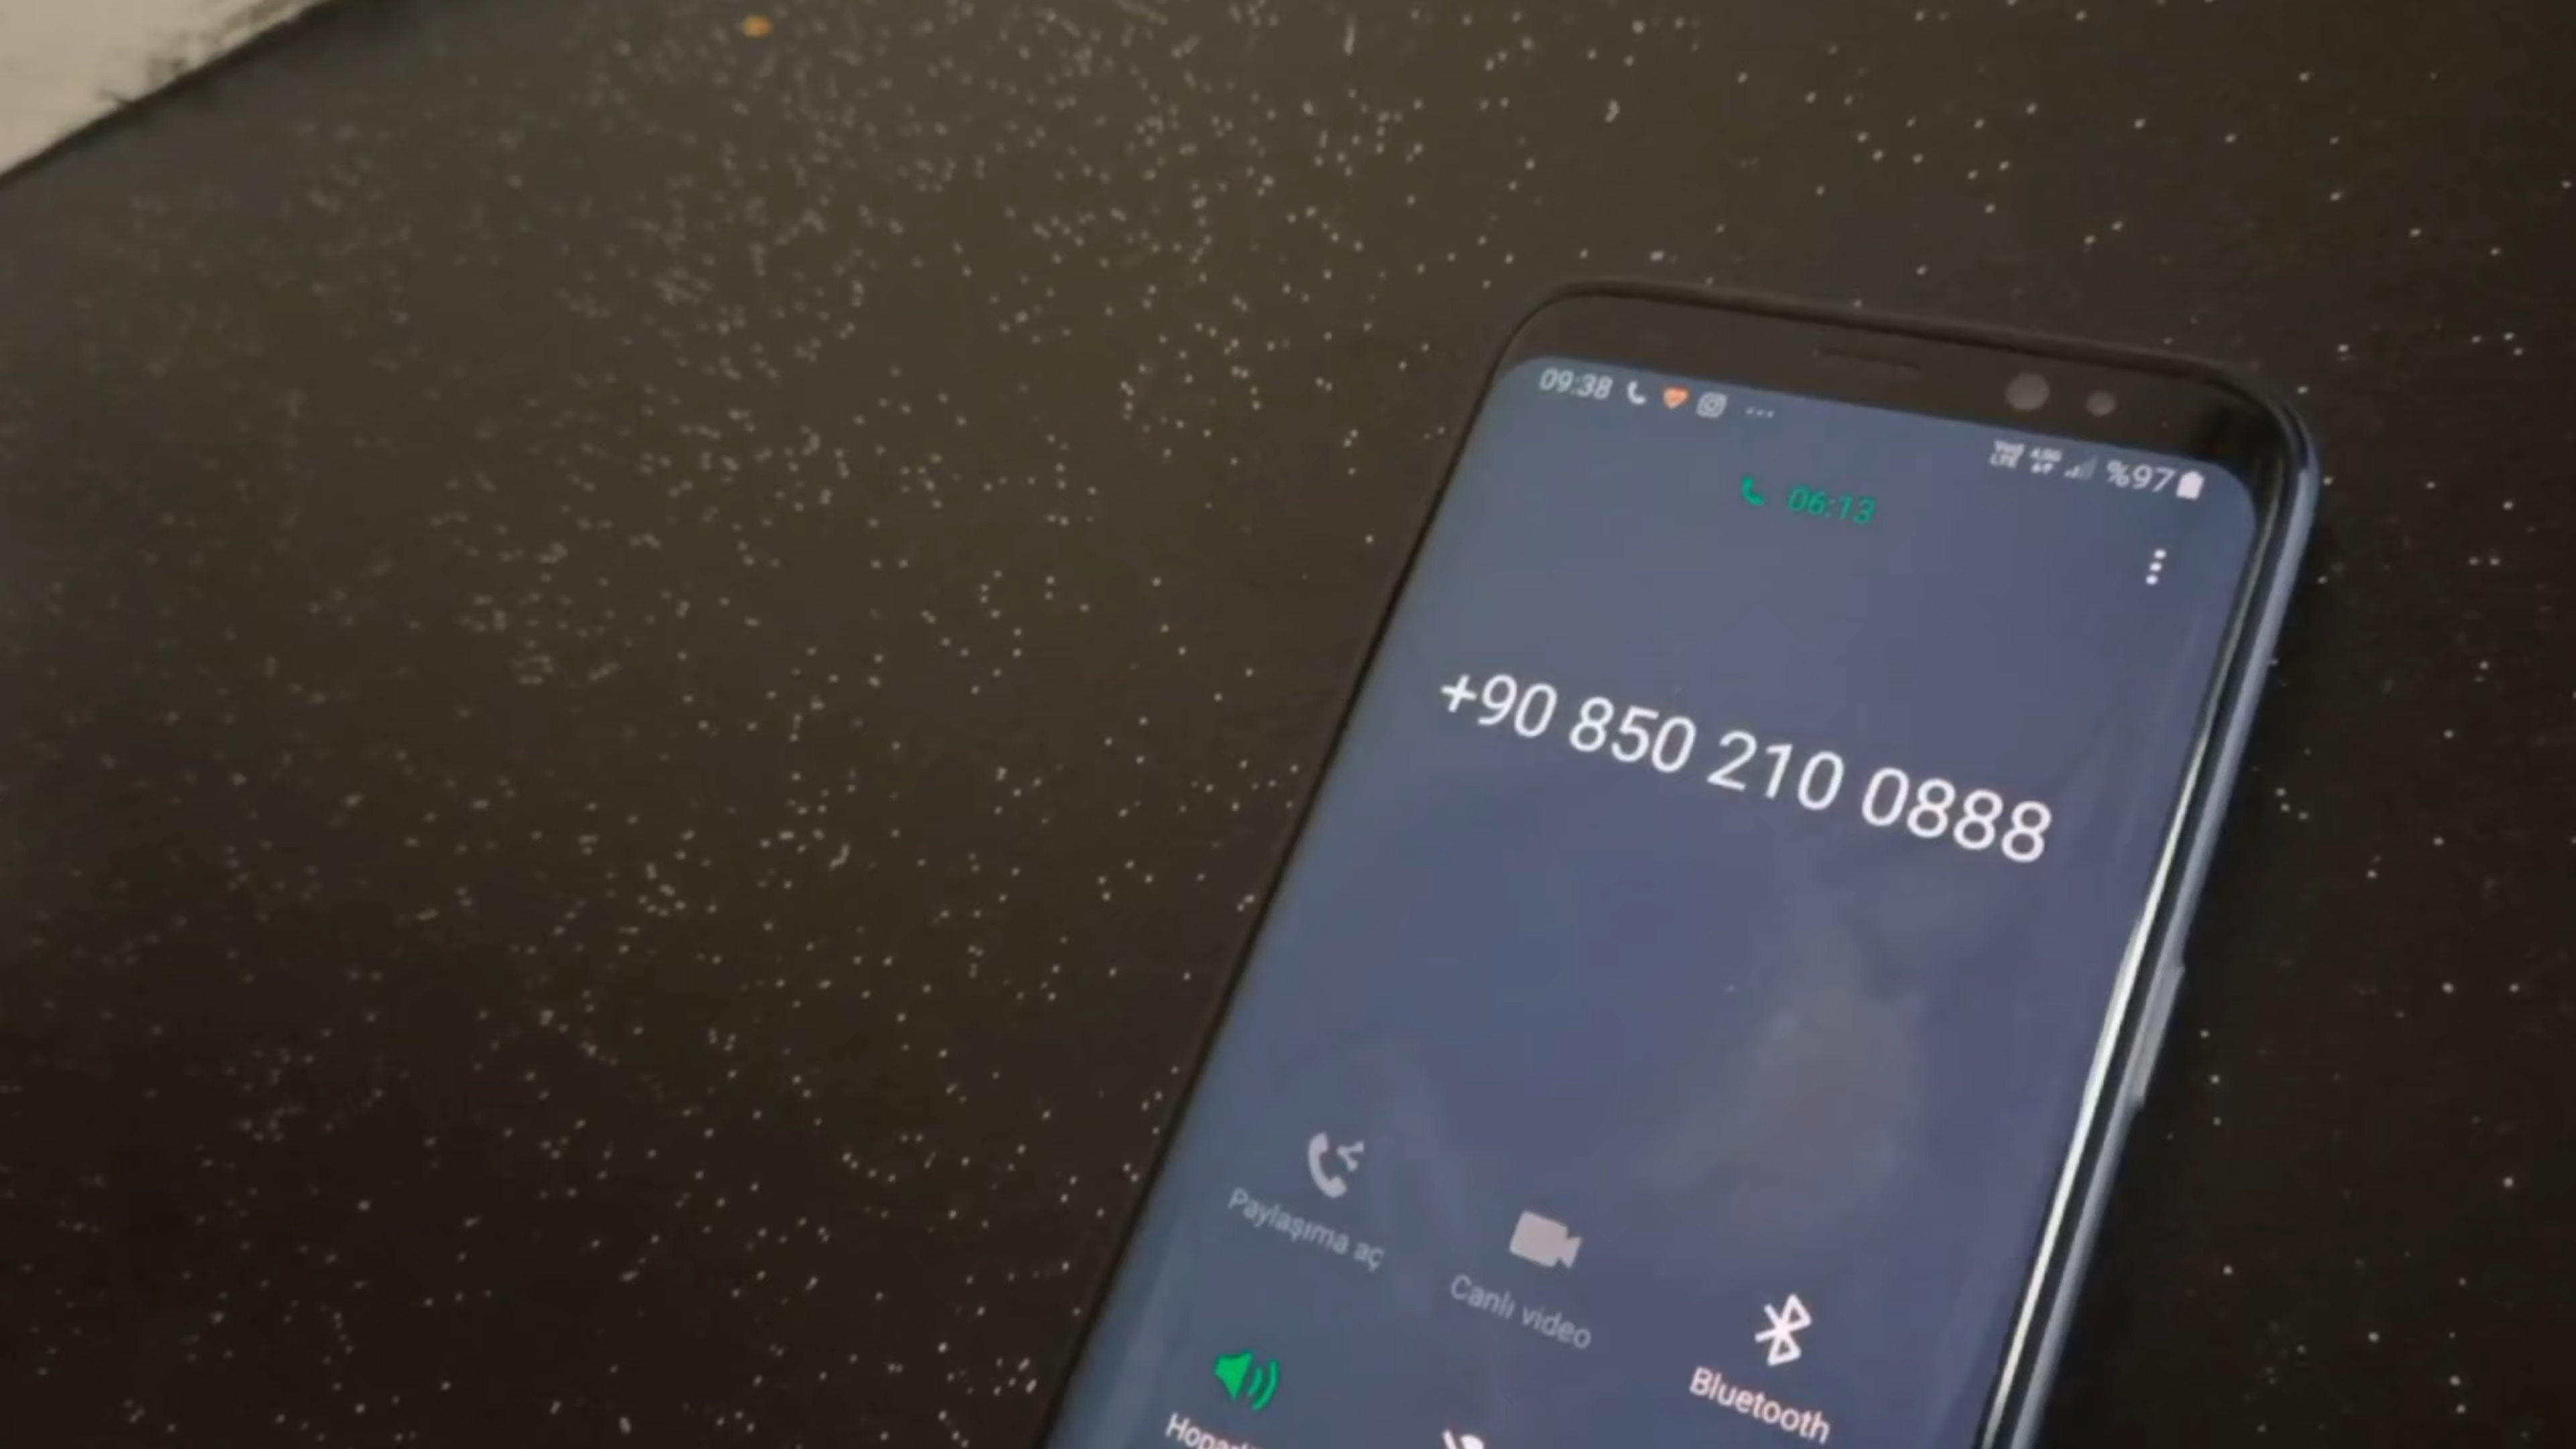 09:38
%97
06:13
+90 850 210 0888
Paylaşıma aç
Canlı video
Bluetooth